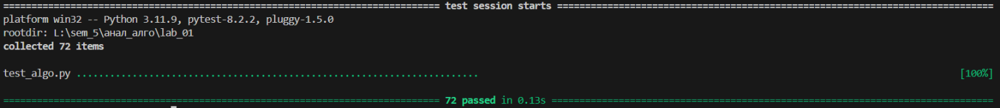 ============================================================================== test session starts ==============================================================================
platform win32 -- Python 3.11.9, pytest-8.2.2, pluggy-1.5.0
rootdir: L:\sem_5\анал_алго\lab_01
collected 72 items
test_algo.py ........................................................................ [100%]
============================================================================== 72 passed in 0.13s ===============================================================================